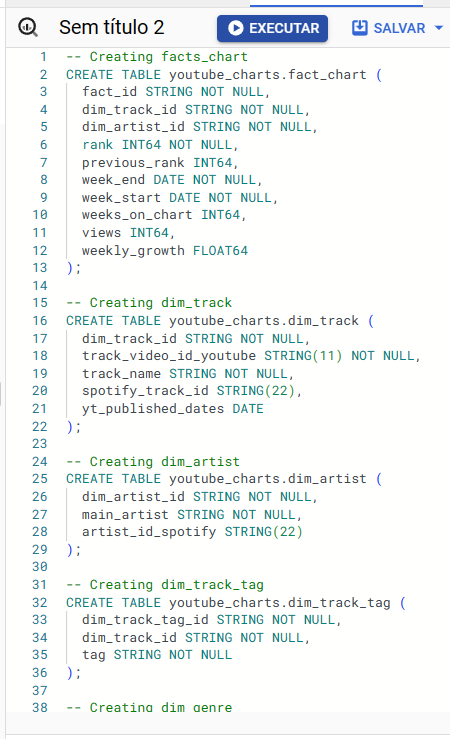 Sem título 2 EXECUTAR SALVAR
1 -- Creating facts_chart
2 CREATE TABLE youtube_charts.fact_chart (
3 fact_id STRING NOT NULL,
4 dim_track_id STRING NOT NULL,
5 dim_artist_id STRING NOT NULL,
6 rank INT64 NOT NULL,
7 previous_rank INT64,
8 week_end DATE NOT NULL,
9 week_start DATE NOT NULL,
10 weeks_on_chart INT64,
11 views INT64,
12 weekly_growth FLOAT64
13 );
14
15 -- Creating dim_track
16 CREATE TABLE youtube_charts.dim_track (
17 dim_track_id STRING NOT NULL,
18 track_video_id_youtube STRING(11) NOT NULL,
19 track_name STRING NOT NULL,
20 spotify_track_id STRING(22),
21 yt_published_dates DATE
22 );
23
24 -- Creating dim_artist
25 CREATE TABLE youtube_charts.dim_artist (
26 dim_artist_id STRING NOT NULL,
27 main_artist STRING NOT NULL,
28 artist_id_spotify STRING(22)
29 );
30
31 -- Creating dim_track_tag
32 CREATE TABLE youtube_charts.dim_track_tag (
33 dim_track_tag_id STRING NOT NULL,
34 dim_track_id STRING NOT NULL,
35 tag STRING NOT NULL
36 );
37
38 -- Creating dim_genre